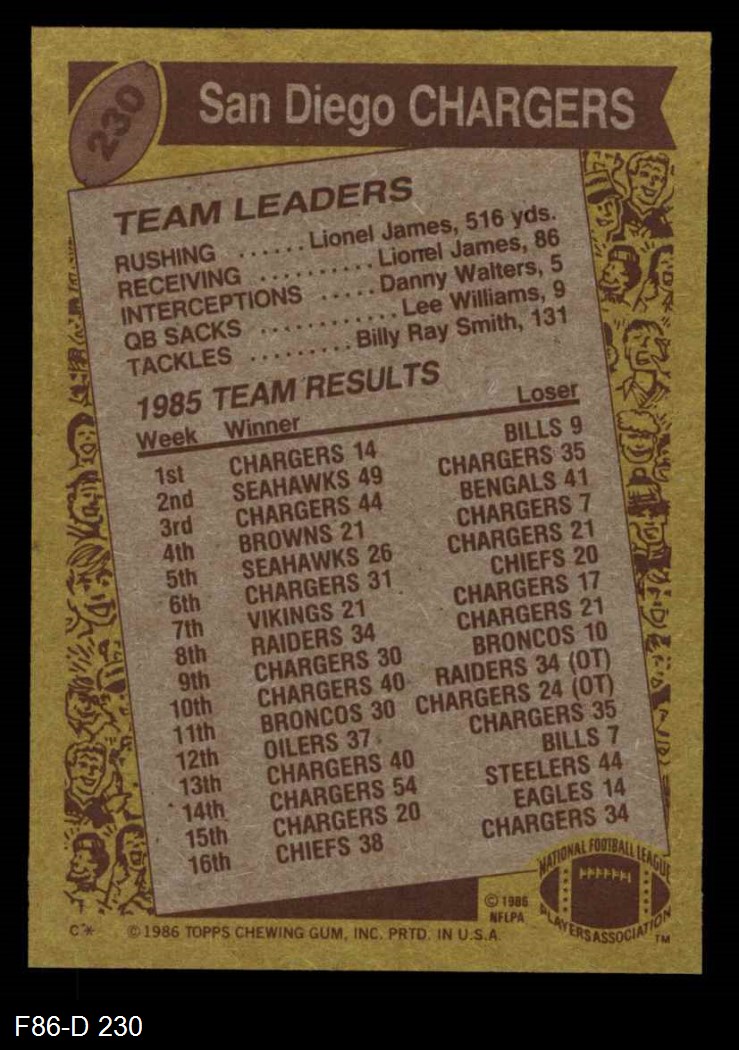 230
San Diego CHARGERS
TEAM LEADERS
RUSHING ...... Lionel James, 516 yds.
RECEIVING .......... Lionel James, 86
INTERCEPTIONS ..... Danny Walters, 5
QB SACKS ............ Lee Williams, 9
TACKLES ......... Billy Ray Smith, 131
1985 TEAM RESULTS
Week Winner Loser
1st CHARGERS 14 BILLS 9
2nd SEAHAWKS 49 CHARGERS 35
3rd CHARGERS 44 BENGALS 41
4th BROWNS 21 CHARGERS 7
5th SEAHAWKS 26 CHARGERS 21
6th CHARGERS 31 CHIEFS 20
7th VIKINGS 21 CHARGERS 17
8th RAIDERS 34 CHARGERS 21
9th CHARGERS 30 BRONCOS 10
10th CHARGERS 40 RAIDERS 34 (OT)
11th BRONCOS 30 CHARGERS 24 (OT)
12th OILERS 37 CHARGERS 35
13th CHARGERS 40 BILLS 7
14th CHARGERS 54 STEELERS 44
15th CHARGERS 20 EAGLES 14
16th CHIEFS 38 CHARGERS 34
NATIONAL FOOTBALL LEAGUE
PLAYERS ASSOCIATION
TM
© 1986
NFLPA
C* © 1986 TOPPS CHEWING GUM, INC. PRTD. IN U.S.A.
F86-D 230